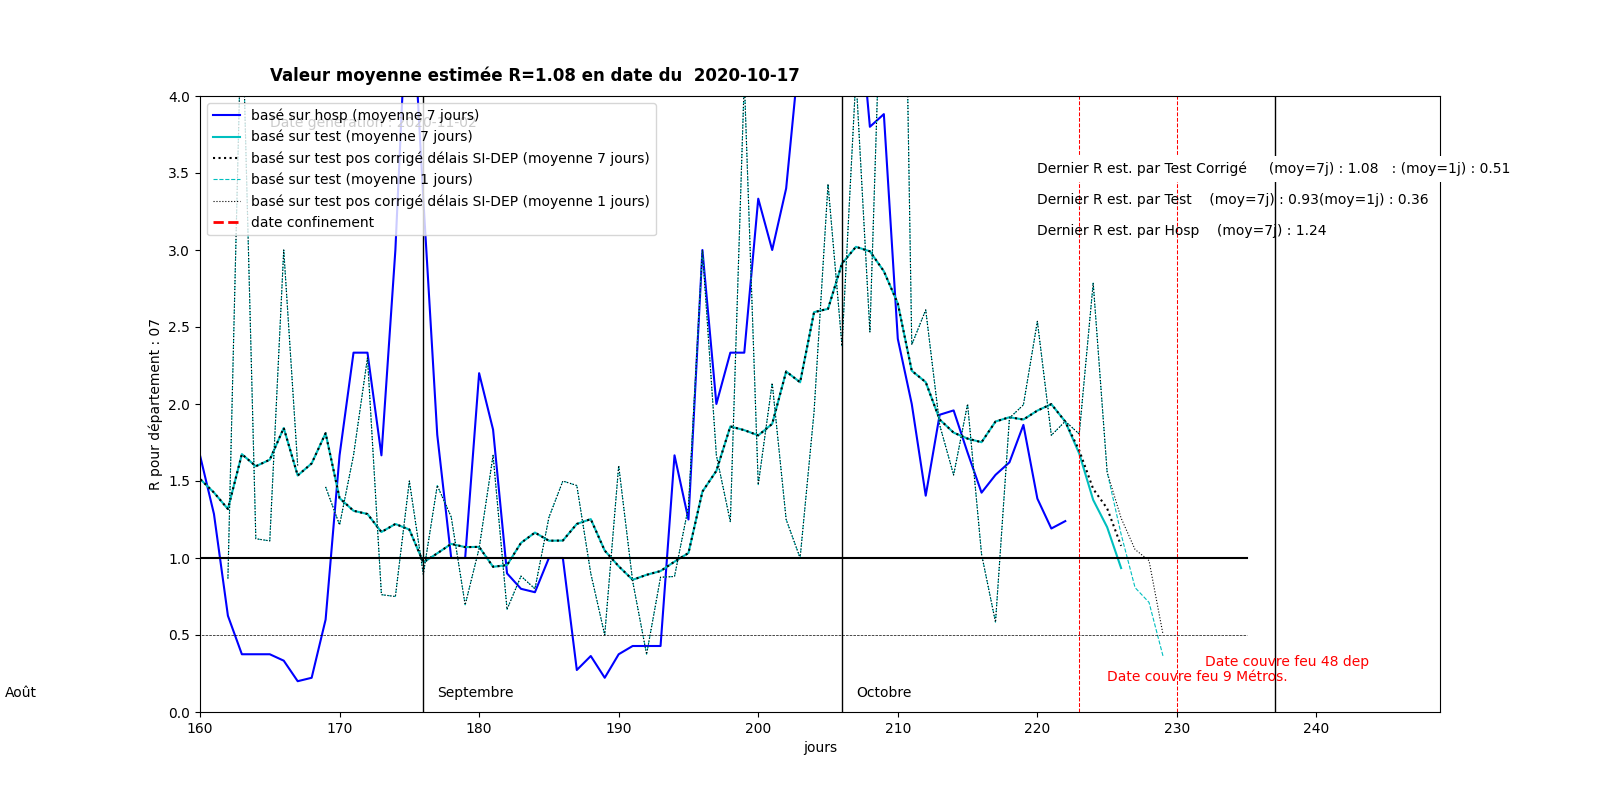 Valeur moyenne estimée R=1.08 en date du  2020-10-17
4.0
3.5
3.0
2.5
2.0
1.5
1.0
0.5
0.0
R pour département : 07
Date génération : 2020-11-02
basé sur hosp (moyenne 7 jours)
basé sur test (moyenne 7 jours)
basé sur test pos corrigé délais SI-DEP (moyenne 7 jours)
basé sur test (moyenne 1 jours)
basé sur test pos corrigé délais SI-DEP (moyenne 1 jours)
date confinement
Dernier R est. par Test Corrigé     (moy=7j) : 1.08   : (moy=1j) : 0.51
Dernier R est. par Test    (moy=7j) : 0.93(moy=1j) : 0.36
Dernier R est. par Hosp    (moy=7j) : 1.24
Date couvre feu 48 dep
Date couvre feu 9 Métros.
Août
Septembre
Octobre
160 170 180 190 200 210 220 230 240
jours